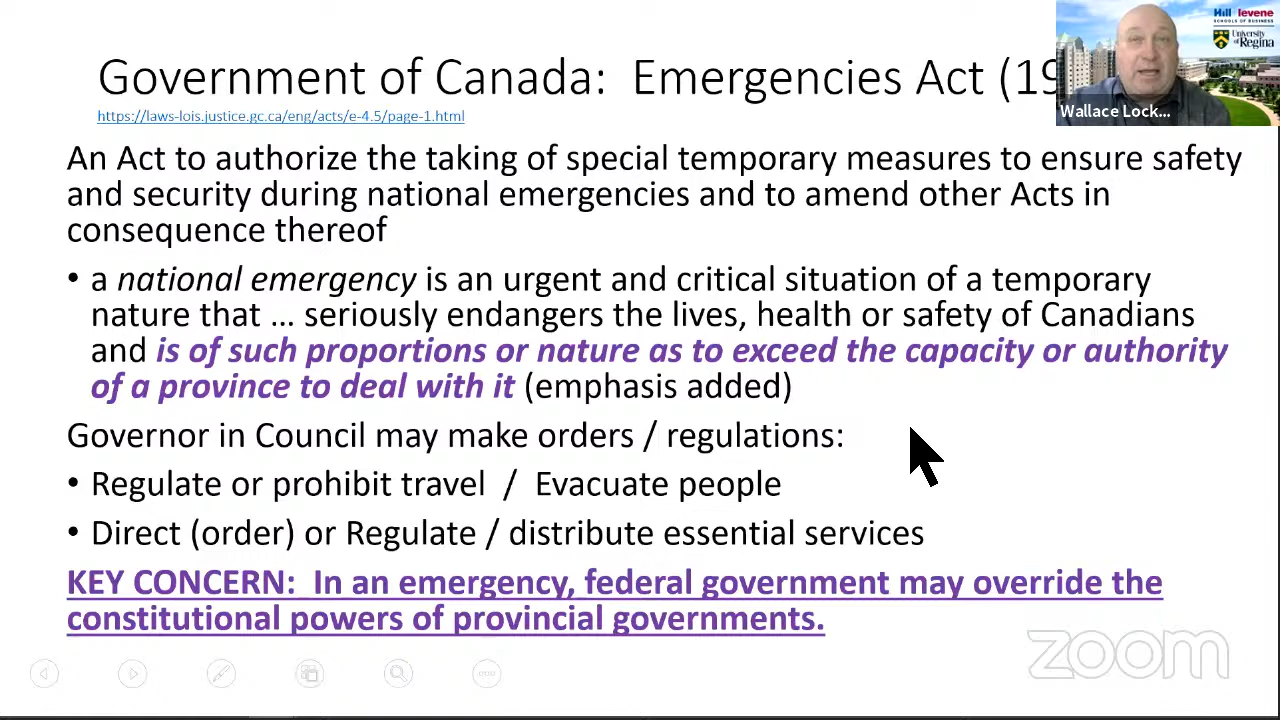 Government of Canada: Emergencies Act (19
https://laws-lois.justice.gc.ca/eng/acts/e-4.5/page-1.html
Hill Levene
SCHOOLS OF BUSINESS
University
of Regina
Wallace Lock...
An Act to authorize the taking of special temporary measures to ensure safety
and security during national emergencies and to amend other Acts in
consequence thereof
• a national emergency is an urgent and critical situation of a temporary
nature that … seriously endangers the lives, health or safety of Canadians
and is of such proportions or nature as to exceed the capacity or authority
of a province to deal with it (emphasis added)
Governor in Council may make orders / regulations:
• Regulate or prohibit travel / Evacuate people
• Direct (order) or Regulate / distribute essential services
KEY CONCERN: In an emergency, federal government may override the
constitutional powers of provincial governments.
zoom